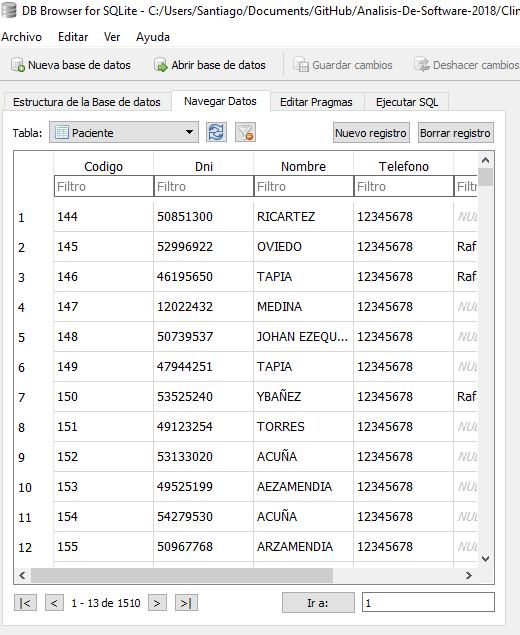 DB Browser for SQLite - C:/Users/Santiago/Documents/GitHub/Analisis-De-Software-2018/Clin
Archivo Editar Ver Ayuda
Nueva base de datos Abrir base de datos Guardar cambios Deshacer cambios
Estructura de la Base de datos Navegar Datos Editar Pragmas Ejecutar SQL
Tabla: Paciente Nuevo registro Borrar registro
Codigo Dni Nombre Telefono
Filtro Filtro Filtro Filtro Filtr
1 144 50851300 RICARTEZ 12345678 NUL
2 145 52996922 OVIEDO 12345678 Rafa
3 146 46195650 TAPIA 12345678 Rafa
4 147 12022432 MEDINA 12345678 NUL
5 148 50739537 JOHAN EZEQU... 12345678 NUL
6 149 47944251 TAPIA 12345678 NUL
7 150 53525240 YBAÑEZ 12345678 Rafa
8 151 49123254 TORRES 12345678 NUL
9 152 53133020 ACUÑA 12345678 NUL
10 153 49525199 AEZAMENDIA 12345678 NUL
11 154 54279530 ACUÑA 12345678 NUL
12 155 50967768 ARZAMENDIA 12345678 NUL
|< < 1 - 13 de 1510 > >| Ir a: 1